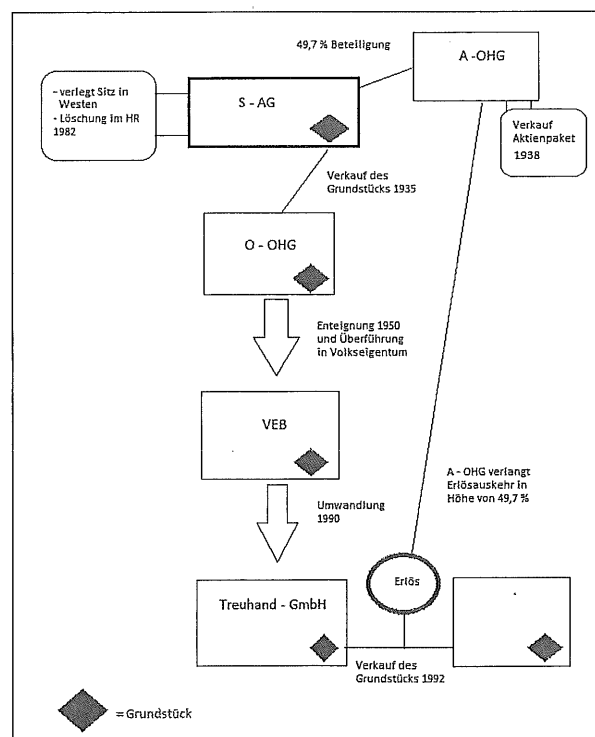 49,7 % Beteiligung
A -OHG
– verlegt Sitz in
Westen
- Löschung im HR
1982
S - AG
Verkauf
Aktienpaket
1938
Verkauf des
Grundstücks 1935
O - OHG
Enteignung 1950
und Überführung
in Volkseigentum
VEB
A - OHG verlangt
Erlösauskehr in
Höhe von 49,7 %
Umwandlung
1990
Erlös
Treuhand - GmbH
Verkauf des
Grundstücks 1992
= Grundstück